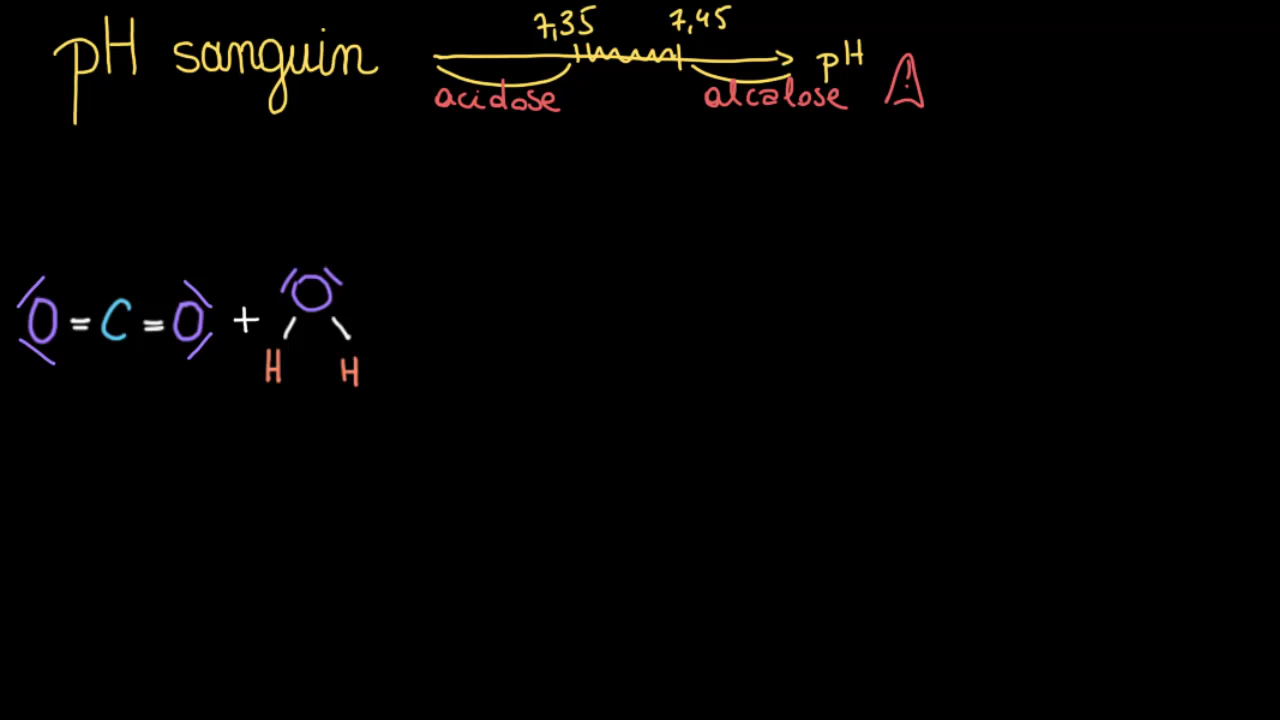 pH sanguin
7,35 7,45
pH
acidose alcalose !
O = C = O + O
H H